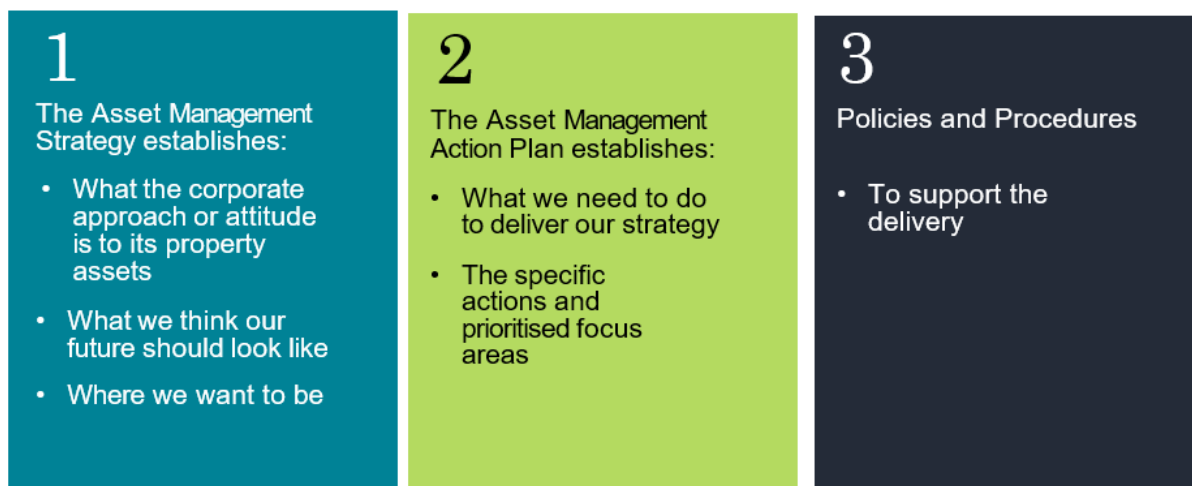 1
The Asset Management
Strategy establishes:
• What the corporate
approach or attitude
is to its property
assets
• What we think our
future should look like
• Where we want to be
2
The Asset Management
Action Plan establishes:
• What we need to do
to deliver our strategy
• The specific
actions and
prioritised focus
areas
3
Policies and Procedures
• To support the
delivery